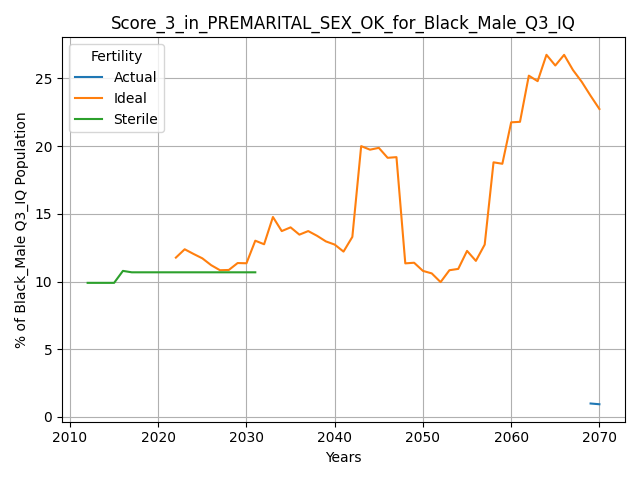 Score_3_in_PREMARITAL_SEX_OK_for_Black_Male_Q3_IQ
Fertility
Actual
Ideal
Sterile
% of Black_Male Q3_IQ Population
25
20
15
10
5
0
2010 2020 2030 2040 2050 2060 2070
Years